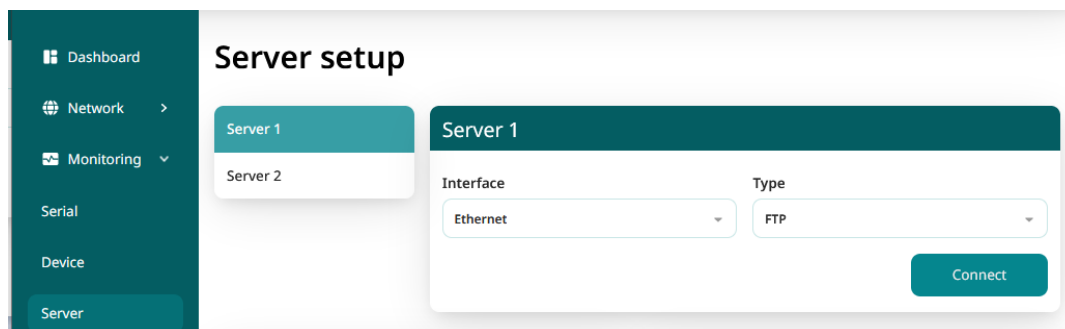 Dashboard
Network
Monitoring
Serial
Device
Server
Server setup
Server 1
Server 2
Server 1
Interface
Type
Ethernet
FTP
Connect